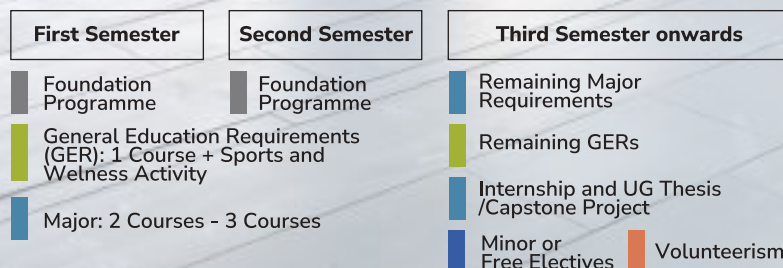 First Semester
Second Semester
Third Semester onwards
Foundation
Programme
Foundation
Programme
General Education Requirements
(GER): 1 Course + Sports and
Welness Activity
Major: 2 Courses - 3 Courses
Remaining Major
Requirements
Remaining GERs
Internship and UG Thesis
/Capstone Project
Minor or
Free Electives
Volunteerism